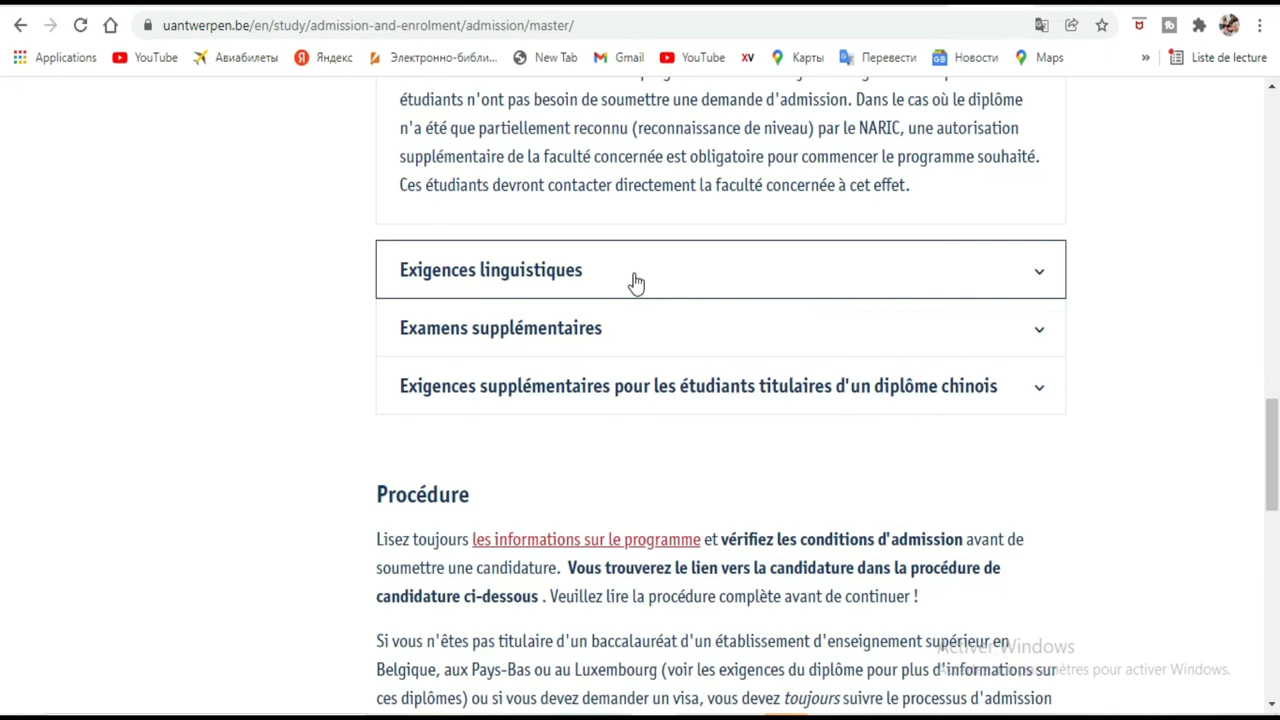 uantwerpen.be/en/study/admission-and-enrolment/admission/master/
Applications YouTube Авиабилеты Яндекс Электронно-библи... New Tab Gmail YouTube XV Карты Перевести Новости Maps » Liste de lecture
étudiants n'ont pas besoin de soumettre une demande d'admission. Dans le cas où le diplôme
n'a été que partiellement reconnu (reconnaissance de niveau) par le NARIC, une autorisation
supplémentaire de la faculté concernée est obligatoire pour commencer le programme souhaité.
Ces étudiants devront contacter directement la faculté concernée à cet effet.
Exigences linguistiques
Examens supplémentaires
Exigences supplémentaires pour les étudiants titulaires d'un diplôme chinois
Procédure
Lisez toujours les informations sur le programme et vérifiez les conditions d'admission avant de
soumettre une candidature. Vous trouverez le lien vers la candidature dans la procédure de
candidature ci-dessous . Veuillez lire la procédure complète avant de continuer !
Si vous n'êtes pas titulaire d'un baccalauréat d'un établissement d'enseignement supérieur en
Activer Windows
Belgique, aux Pays-Bas ou au Luxembourg (voir les exigences du diplôme pour plus d'informations sur
paramètres pour activer Windows.
ces diplômes) ou si vous devez demander un visa, vous devez toujours suivre le processus d'admission